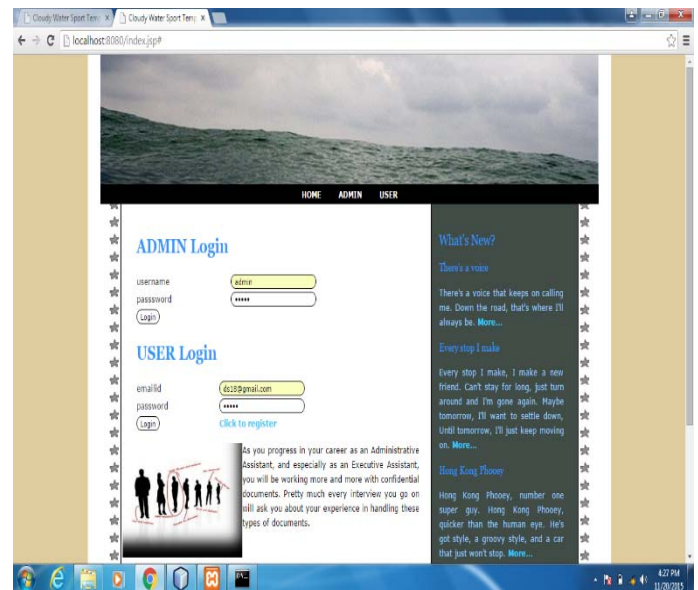 Cloudy Water Sport Temp
Cloudy Water Sport Temp
localhost:8080/index.jsp#
HOME ADMIN USER
ADMIN Login
username admin
passsword •••••
Login
USER Login
emailid ds18@gmail.com
password •••••
Login Click to register
As you progress in your career as an Administrative
Assistant, and especially as an Executive Assistant,
you will be working more and more with confidential
documents. Pretty much every interview you go on
will ask you about your experience in handling these
types of documents.
What's New?
There's a voice
There's a voice that keeps on calling
me. Down the road, that's where I'll
always be. More...
Every stop I make
Every stop I make, I make a new
friend. Can't stay for long, just turn
around and I'm gone again. Maybe
tomorrow, I'll want to settle down,
Until tomorrow, I'll just keep moving
on. More...
Hong Kong Phooey
Hong Kong Phooey, number one
super guy. Hong Kong Phooey,
quicker than the human eye. He's
got style, a groovy style, and a car
that just won't stop. More...
4:27 PM
11/20/2015